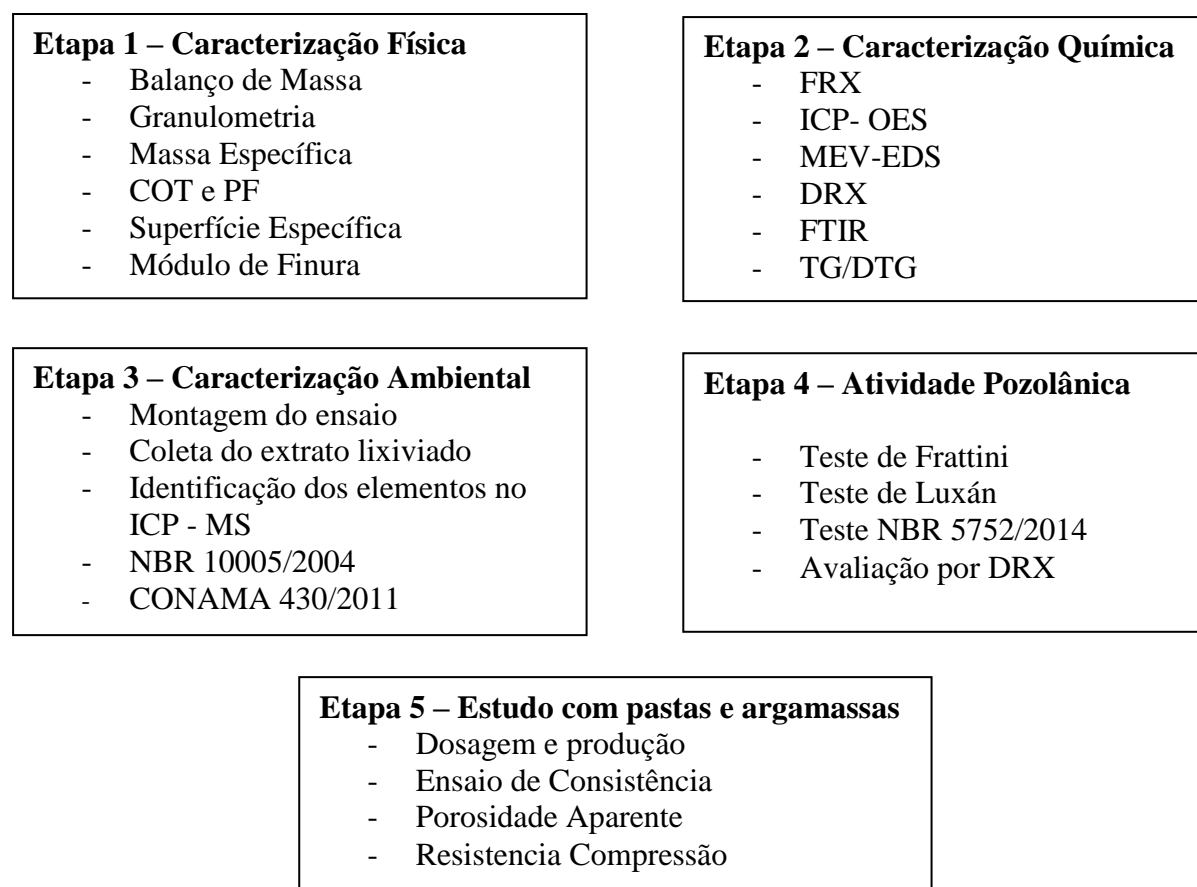 Etapa 1 – Caracterização Física
- Balanço de Massa
- Granulometria
- Massa Específica
- COT e PF
- Superfície Específica
- Módulo de Finura
Etapa 2 – Caracterização Química
- FRX
- ICP- OES
- MEV-EDS
- DRX
- FTIR
- TG/DTG
Etapa 3 – Caracterização Ambiental
- Montagem do ensaio
- Coleta do extrato lixiviado
- Identificação dos elementos no
ICP - MS
- NBR 10005/2004
- CONAMA 430/2011
Etapa 4 – Atividade Pozolânica
- Teste de Frattini
- Teste de Luxán
- Teste NBR 5752/2014
- Avaliação por DRX
Etapa 5 – Estudo com pastas e argamassas
- Dosagem e produção
- Ensaio de Consistência
- Porosidade Aparente
- Resistencia Compressão